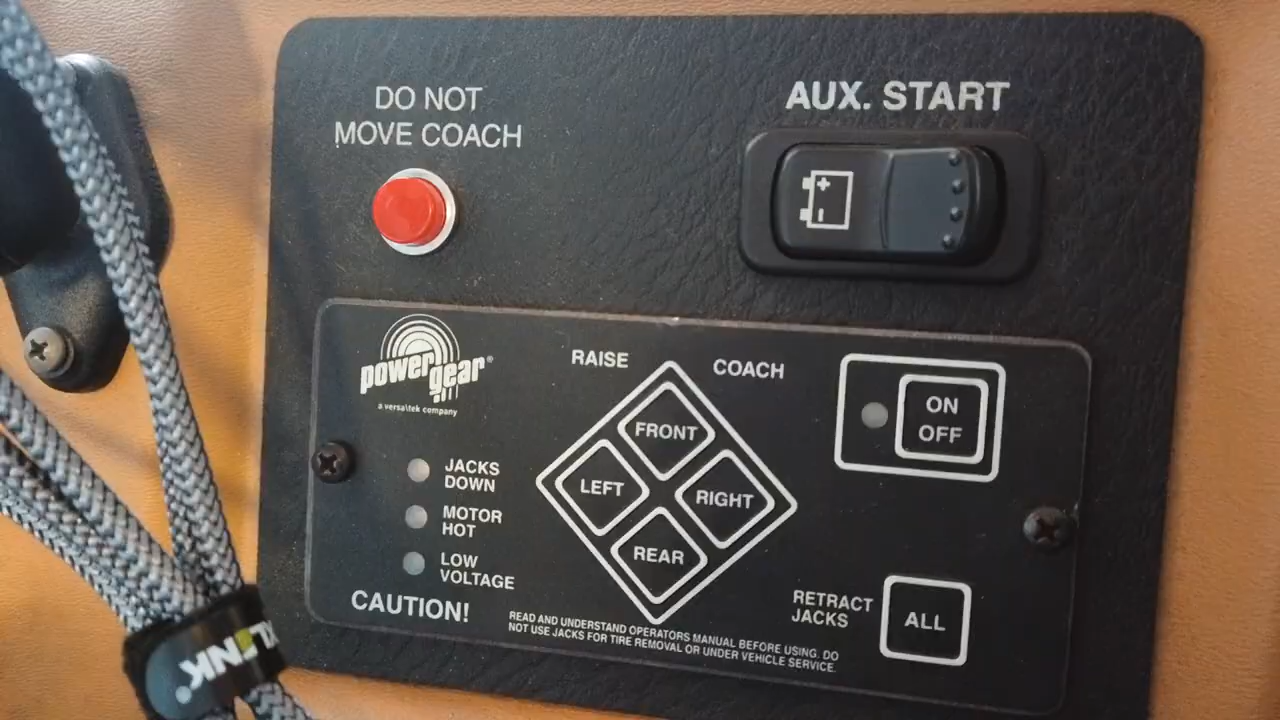 DO NOT
MOVE COACH
AUX. START
+
-
power gear®
a versa/tek company
RAISE COACH
FRONT
LEFT
RIGHT
REAR
ON
OFF
JACKS
DOWN
MOTOR
HOT
LOW
VOLTAGE
CAUTION!
READ AND UNDERSTAND OPERATORS MANUAL BEFORE USING. DO
NOT USE JACKS FOR TIRE REMOVAL OR UNDER VEHICLE SERVICE.
RETRACT
JACKS
ALL